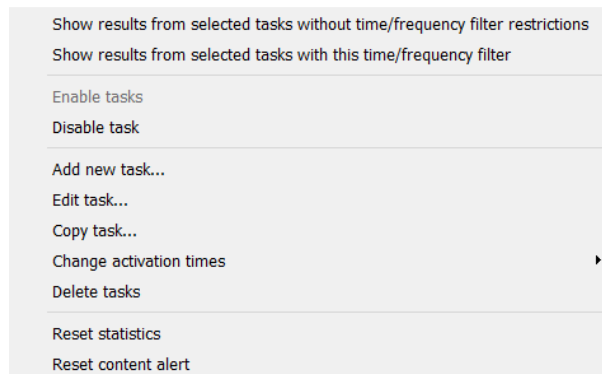 Show results from selected tasks without time/frequency filter restrictions
Show results from selected tasks with this time/frequency filter
Enable tasks
Disable task
Add new task...
Edit task...
Copy task...
Change activation times
Delete tasks
Reset statistics
Reset content alert